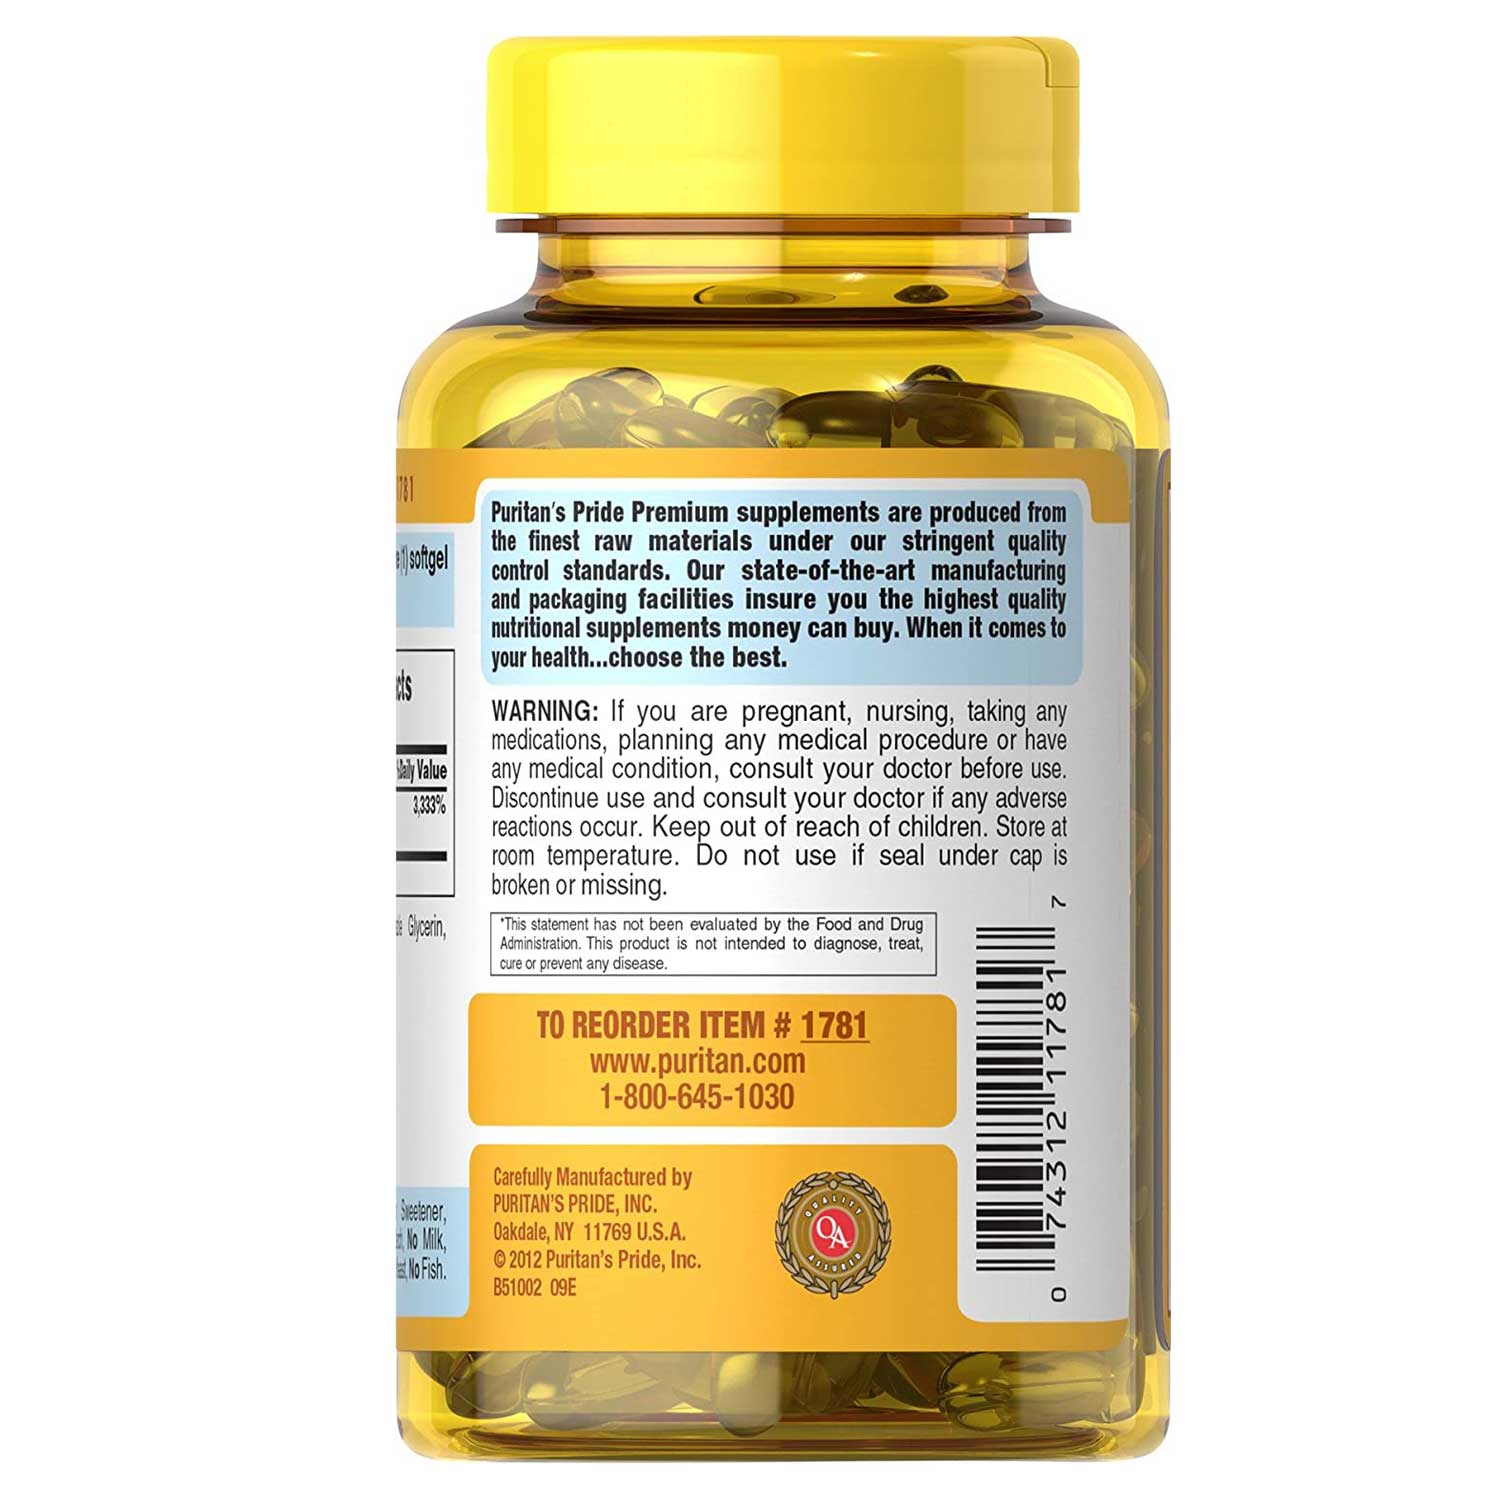 1781
(1) softgel
Daily Value
3,333%
Glycerin,
Sweetener,
No Milk,
No Fish.
Puritan's Pride Premium supplements are produced from
the finest raw materials under our stringent quality
control standards. Our state-of-the-art manufacturing
and packaging facilities insure you the highest quality
nutritional supplements money can buy. When it comes to
your health...choose the best.
WARNING: If you are pregnant, nursing, taking any
medications, planning any medical procedure or have
any medical condition, consult your doctor before use.
Discontinue use and consult your doctor if any adverse
reactions occur. Keep out of reach of children. Store at
room temperature. Do not use if seal under cap is
broken or missing.
*This statement has not been evaluated by the Food and Drug
Administration. This product is not intended to diagnose, treat,
cure or prevent any disease.
TO REORDER ITEM # 1781
www.puritan.com
1-800-645-1030
Carefully Manufactured by
PURITAN'S PRIDE, INC.
Oakdale, NY 11769 U.S.A.
© 2012 Puritan's Pride, Inc.
B51002 09E
QUALITY
QA
ASSURED
0 74312 11781 7